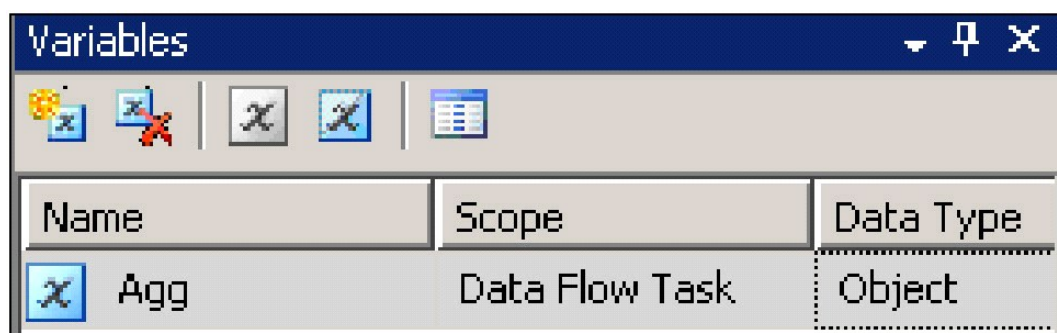 Variables
Name Scope Data Type
Agg Data Flow Task Object